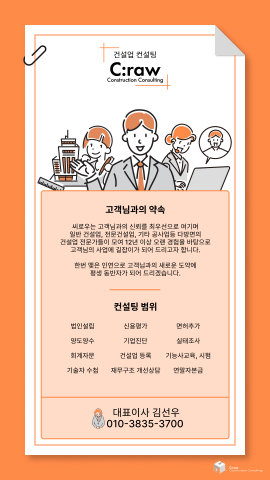 건설업 컨설팅
C:raw
Construction Consulting
고객님과의 약속
씨로우는 고객님과의 신뢰를 최우선으로 여기며
일반 건설업, 전문건설업, 기타 공사업등 다방면의
건설업 전문가들이 모여 12년 이상 오랜 경험을 바탕으로
고객님의 사업에 길잡이가 되어 드리고자 합니다.
한번 맺은 인연으로 고객님과의 새로운 도약에
평생 동반자가 되어 드리겠습니다.
컨설팅 범위
법인설립 신용평가 면허추가
양도양수 기업진단 실태조사
회계자문 건설업 등록 기능사교육, 시험
기술자 수첩 재무구조 개선상담 연말자본금
대표이사 김선우
010-3835-3700
C:raw
Construction Consulting